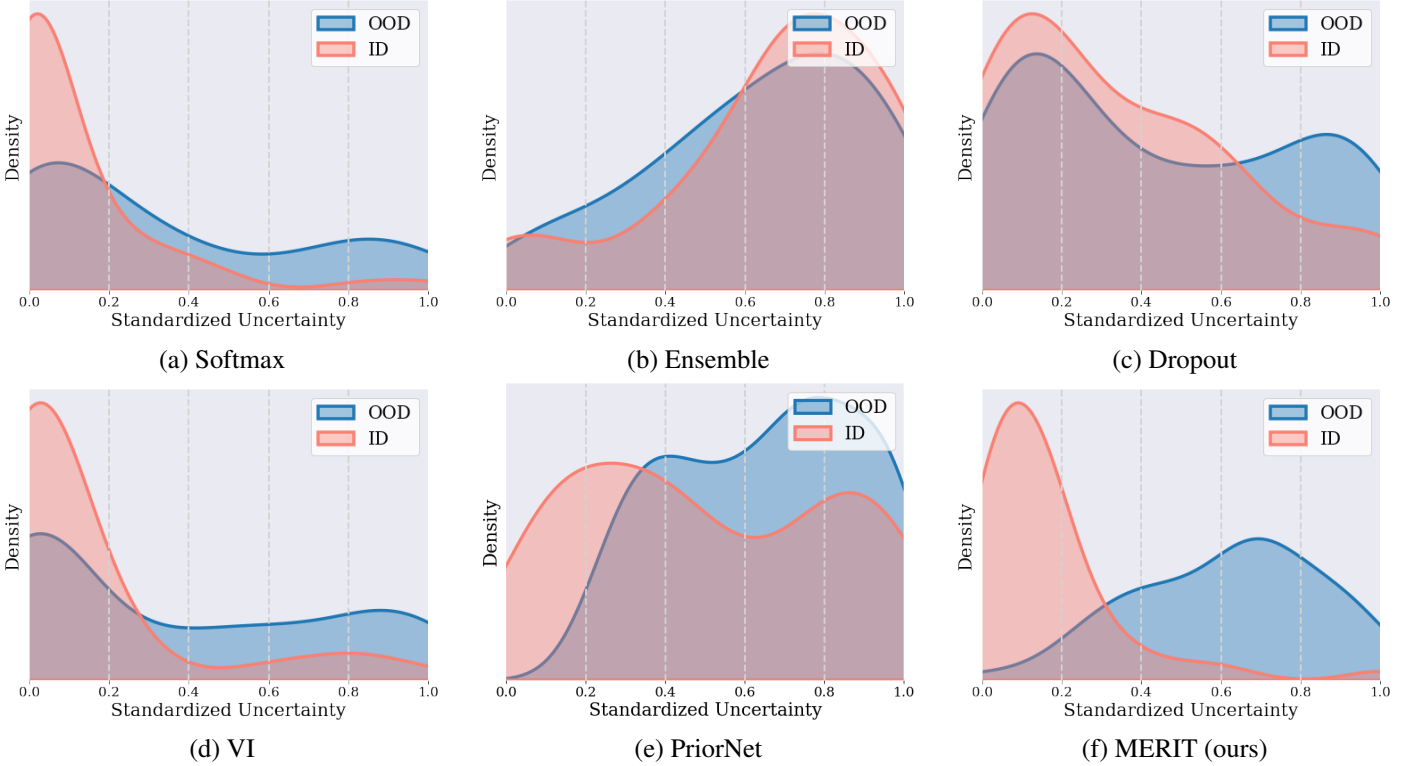 OOD
ID
Density
0.0 0.2 0.4 0.6 0.8 1.0
Standardized Uncertainty
(a) Softmax
OOD
ID
Density
0.0 0.2 0.4 0.6 0.8 1.0
Standardized Uncertainty
(b) Ensemble
OOD
ID
Density
0.0 0.2 0.4 0.6 0.8 1.0
Standardized Uncertainty
(c) Dropout
OOD
ID
Density
0.0 0.2 0.4 0.6 0.8 1.0
Standardized Uncertainty
(d) VI
OOD
ID
Density
0.0 0.2 0.4 0.6 0.8 1.0
Standardized Uncertainty
(e) PriorNet
OOD
ID
Density
0.0 0.2 0.4 0.6 0.8 1.0
Standardized Uncertainty
(f) MERIT (ours)